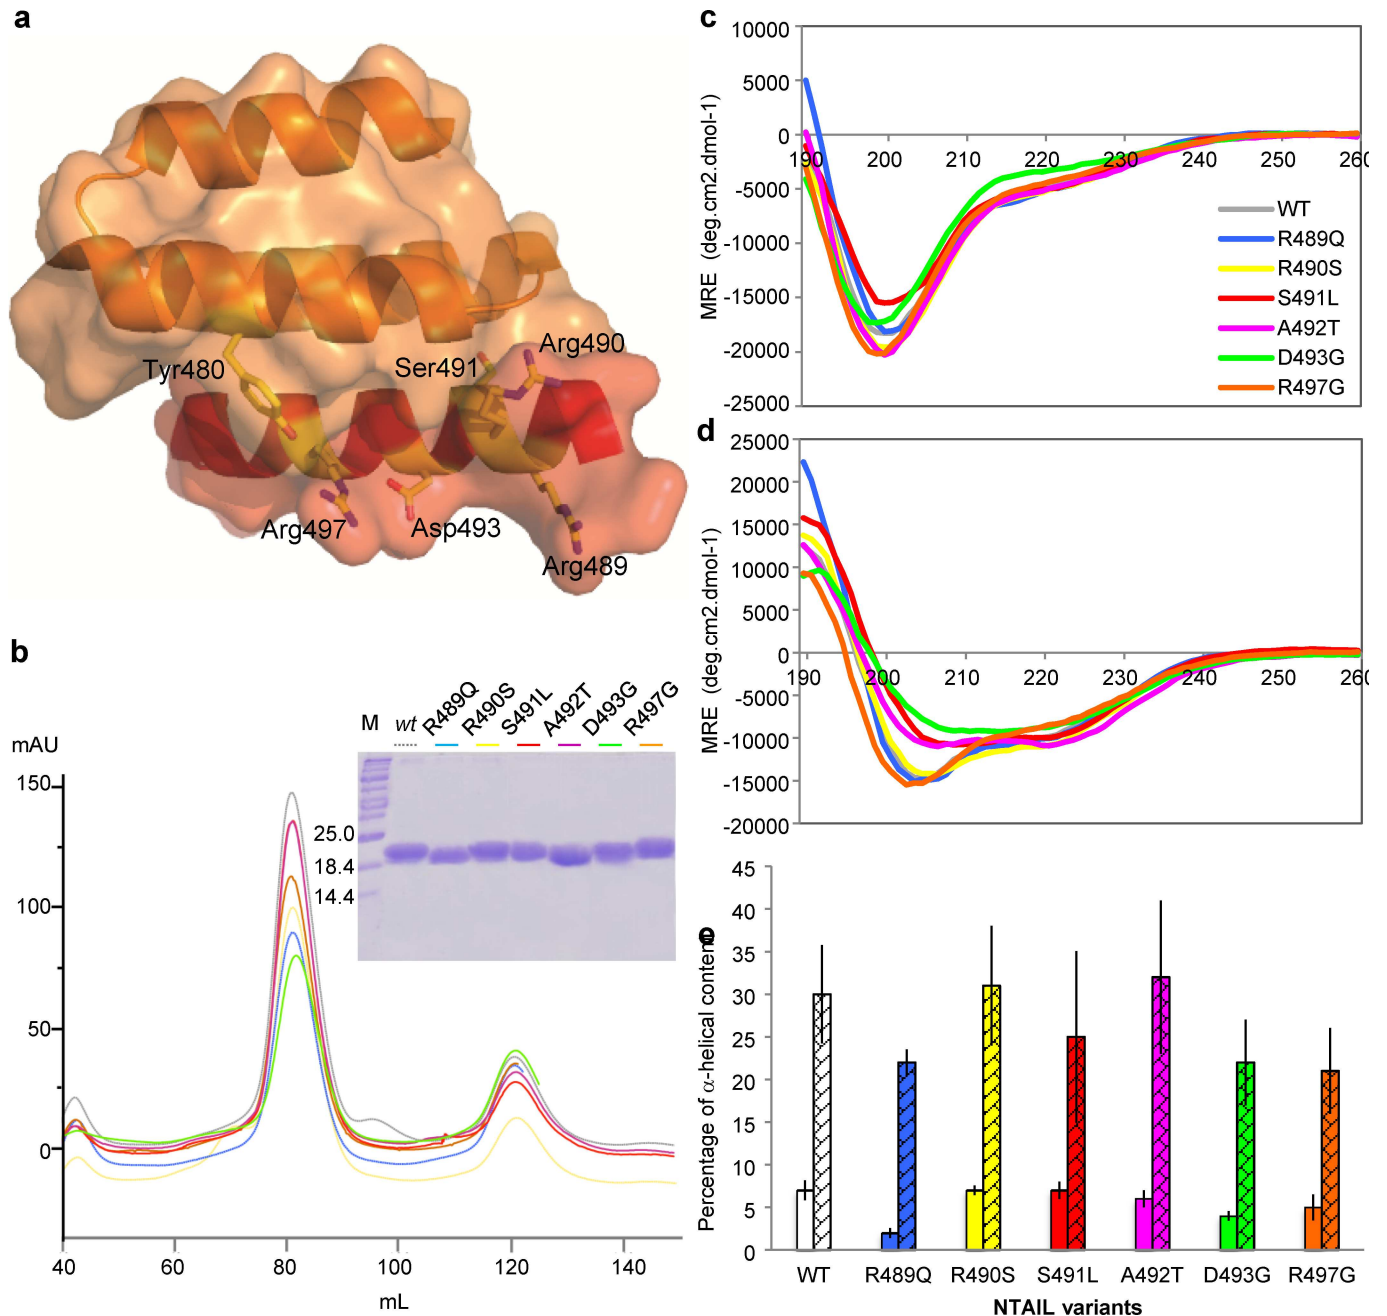 a
Tyr480
Ser491
Arg490
Arg497
Asp493
Arg489
b
mAU
150
100
50
0
40
60
80
100
120
140
mL
M
wt
R489Q
R490S
S491L
A492T
D493G
R497G
25.0
18.4
14.4
c
MRE (deg.cm2.dmol-1)
10000
5000
0
-5000
-10000
-15000
-20000
-25000
190
200
210
220
230
240
250
260
WT
R489Q
R490S
S491L
A492T
D493G
R497G
d
MRE (deg.cm2.dmol-1)
25000
20000
15000
10000
5000
0
-5000
-10000
-15000
-20000
190
200
210
220
230
240
250
260
e
Percentage of α-helical content
45
40
35
30
25
20
15
10
5
0
WT
R489Q
R490S
S491L
A492T
D493G
R497G
NTAIL variants